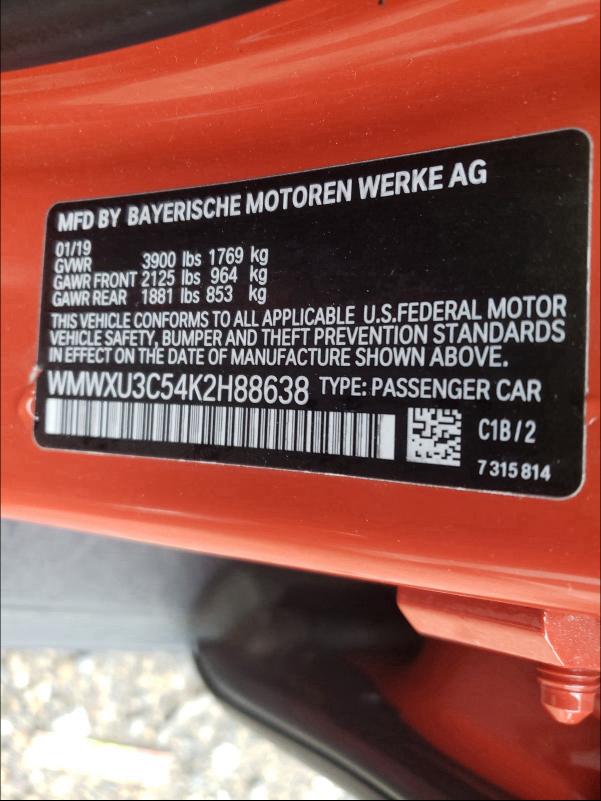 MFD BY BAYERISCHE MOTOREN WERKE AG
01/19
GVWR 3900 lbs 1769 kg
GAWR FRONT 2125 lbs 964 kg
GAWR REAR 1881 lbs 853 kg
THIS VEHICLE CONFORMS TO ALL APPLICABLE U.S.FEDERAL MOTOR
VEHICLE SAFETY, BUMPER AND THEFT PREVENTION STANDARDS
IN EFFECT ON THE DATE OF MANUFACTURE SHOWN ABOVE.
WMWXU3C54K2H88638 TYPE: PASSENGER CAR
C1B/2
7 315 814